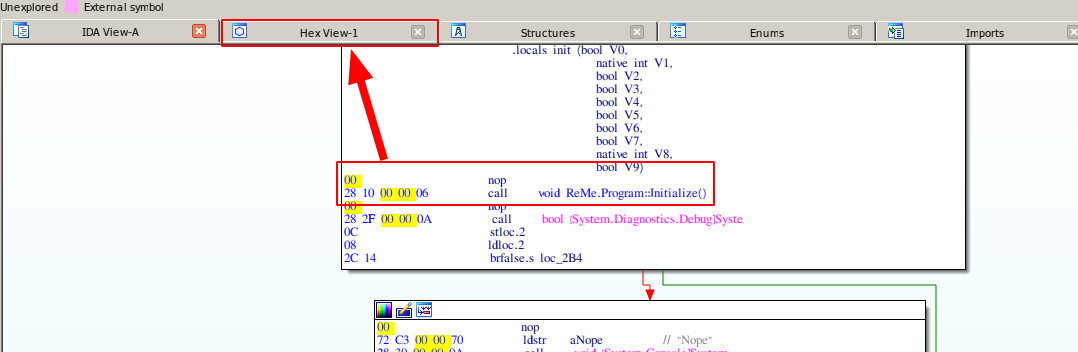 Unexplored External symbol
IDA View-A Hex View-1 Structures Enums Imports
.locals init (bool V0,
native int V1,
bool V2,
bool V3,
bool V4,
bool V5,
bool V6,
bool V7,
native int V8,
bool V9)
00 nop
28 10 00 00 06 call void ReMe.Program::Initialize()
00 nop
28 2F 00 00 0A call bool [System.Diagnostics.Debug]Syste
0C stloc.2
08 ldloc.2
2C 14 brfalse.s loc_2B4
00 nop
72 C3 00 00 70 ldstr aNope // "Nope"
28 30 00 00 0A call void [System.Console]System